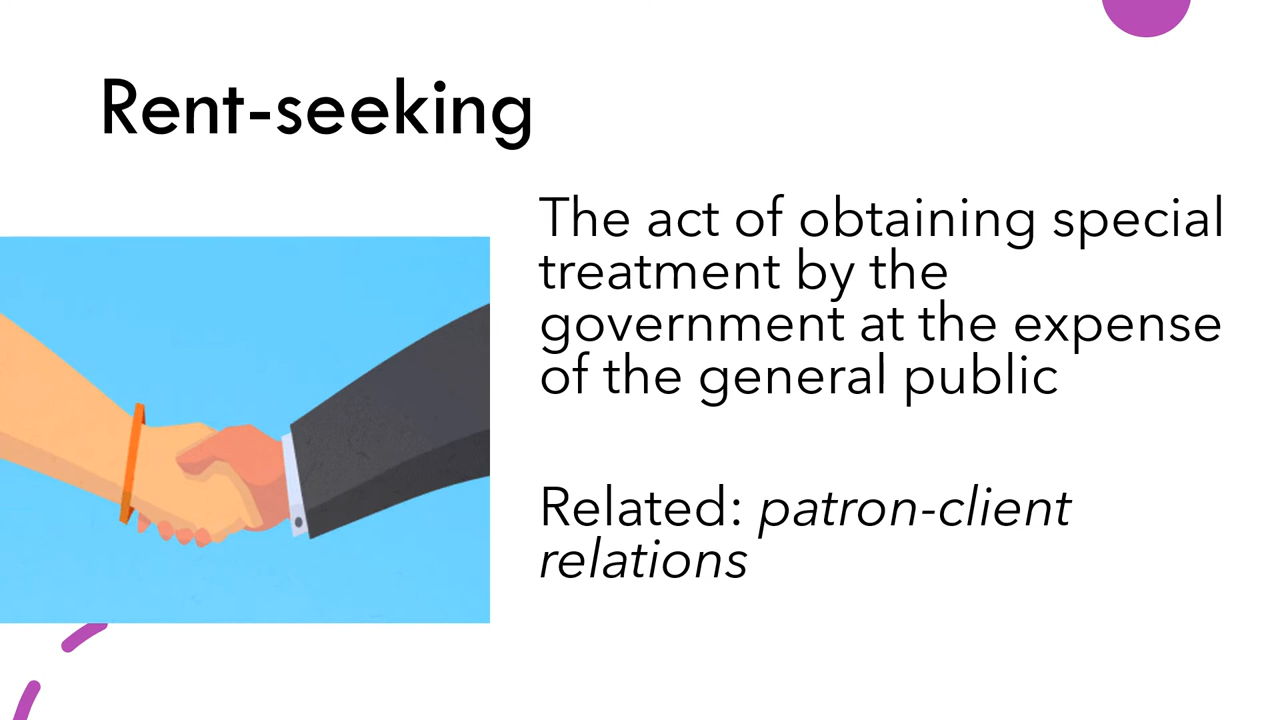 Rent-seeking
The act of obtaining special
treatment by the
government at the expense
of the general public
Related: patron-client
relations